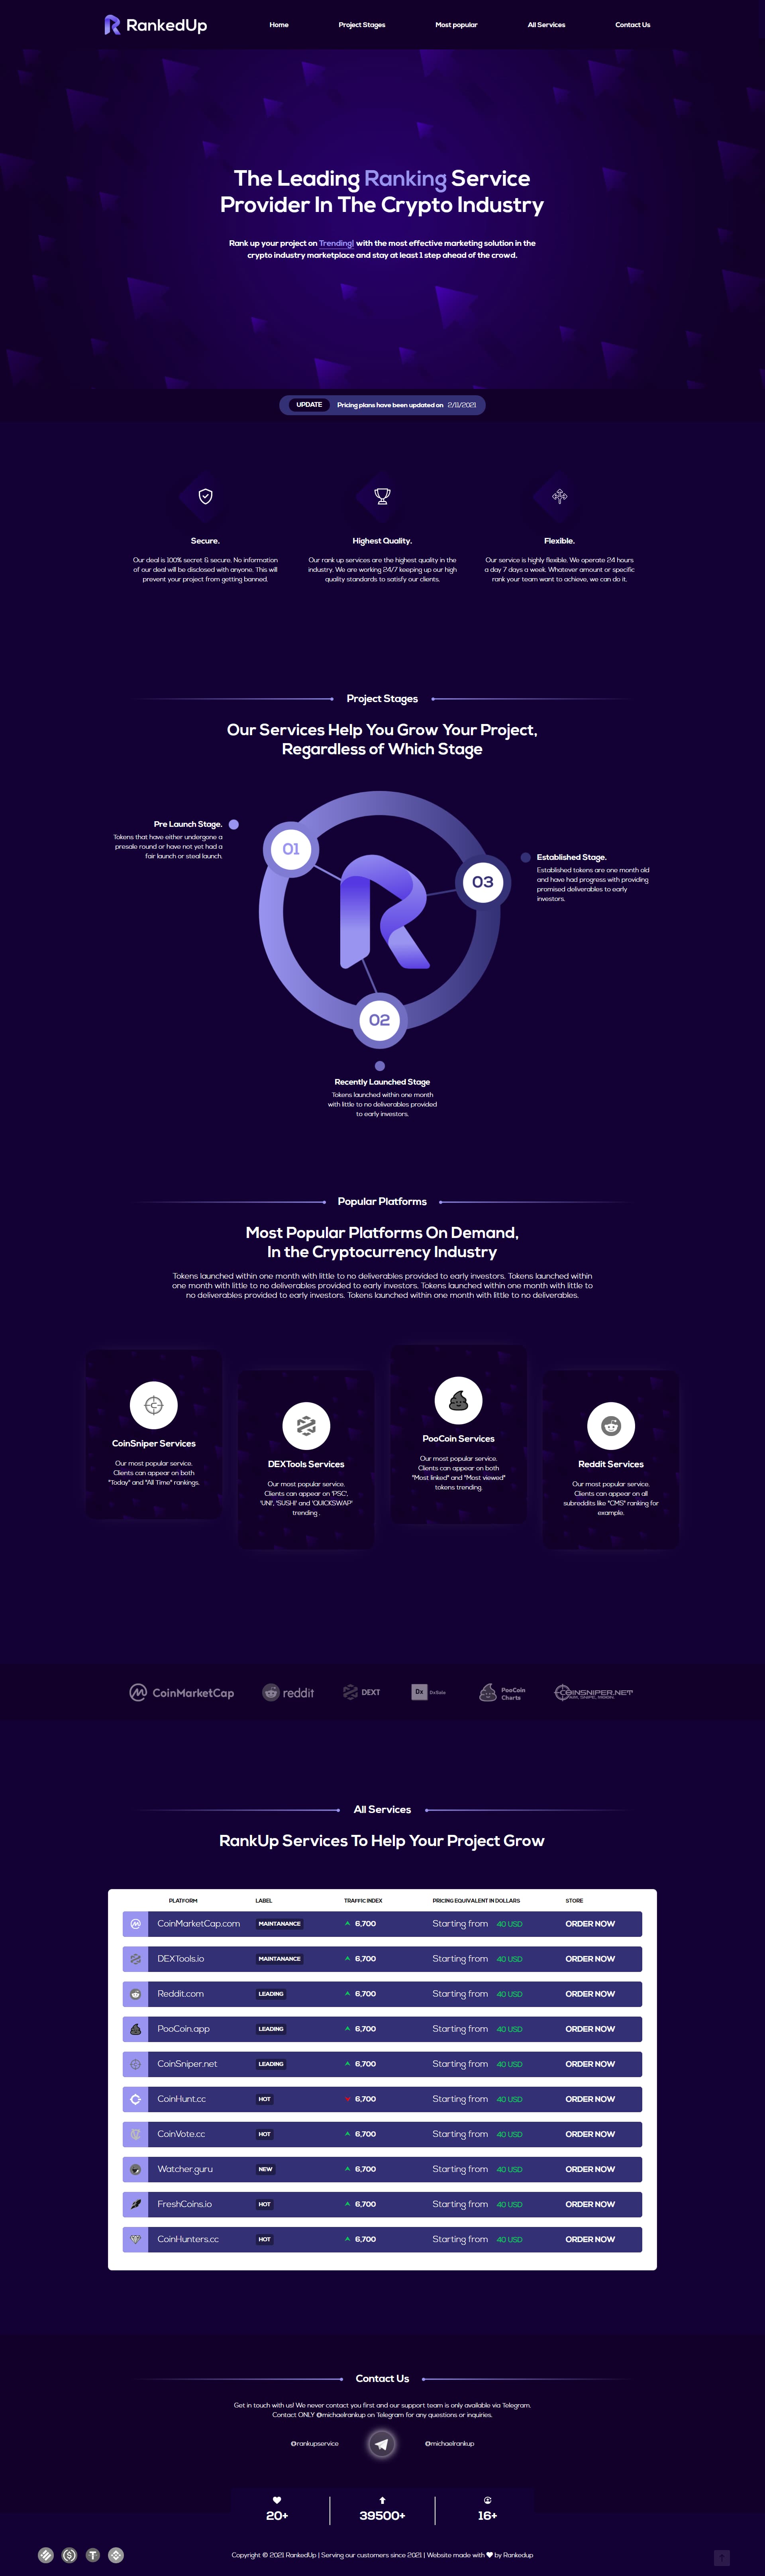 RankedUp
Home
Project Stages
Most popular
All Services
Contact Us
The Leading Ranking Service
Provider In The Crypto Industry
Rank up your project on Trending! with the most effective marketing solution in the
crypto industry marketplace and stay at least 1 step ahead of the crowd.
UPDATE Pricing plans have been updated on 2/11/2021
Secure.
Our deal is 100% secret & secure. No information
of our deal will be disclosed with anyone. This will
prevent your project from getting banned.
Highest Quality.
Our rank up services are the highest quality in the
industry. We are working 24/7 keeping up our high
quality standards to satisfy our clients.
Flexible.
Our service is highly flexible. We operate 24 hours
a day 7 days a week. Whatever amount or specific
rank your team want to achieve, we can do it.
Project Stages
Our Services Help You Grow Your Project,
Regardless of Which Stage
Pre Launch Stage.
Tokens that have either undergone a
presale round or have not yet had a
fair launch or steal launch.
01
03
Established Stage.
Established tokens are one month old
and have had progress with providing
promised deliverables to early
investors.
02
Recently Launched Stage
Tokens launched within one month
with little to no deliverables provided
to early investors.
Popular Platforms
Most Popular Platforms On Demand,
In the Cryptocurrency Industry
Tokens launched within one month with little to no deliverables provided to early investors. Tokens launched within
one month with little to no deliverables provided to early investors. Tokens launched within one month with little to
no deliverables provided to early investors. Tokens launched within one month with little to no deliverables.
CoinSniper Services
Our most popular service.
Clients can appear on both
"Today" and "All Time" rankings.
DEXTools Services
Our most popular service.
Clients can appear on 'PSC',
'UNI', 'SUSHI' and 'QUICKSWAP'
trending .
PooCoin Services
Our most popular service.
Clients can appear on both
"Most linked" and "Most viewed"
tokens trending.
Reddit Services
Our most popular service.
Clients can appear on all
subreddits like "CMS" ranking for
example.
CoinMarketCap
reddit
DEXT
Dx DxSale
PooCoin
Charts
COINSNIPER.NET
AIM, SNIPE, MOON.
All Services
RankUp Services To Help Your Project Grow
PLATFORM LABEL TRAFFIC INDEX PRICING EQUIVALENT IN DOLLARS STORE
CoinMarketCap.com MAINTANANCE 6,700 Starting from 40 USD ORDER NOW
DEXTools.io MAINTANANCE 6,700 Starting from 40 USD ORDER NOW
Reddit.com LEADING 6,700 Starting from 40 USD ORDER NOW
PooCoin.app LEADING 6,700 Starting from 40 USD ORDER NOW
CoinSniper.net LEADING 6,700 Starting from 40 USD ORDER NOW
CoinHunt.cc HOT 6,700 Starting from 40 USD ORDER NOW
CoinVote.cc HOT 6,700 Starting from 40 USD ORDER NOW
Watcher.guru NEW 6,700 Starting from 40 USD ORDER NOW
FreshCoins.io HOT 6,700 Starting from 40 USD ORDER NOW
CoinHunters.cc HOT 6,700 Starting from 40 USD ORDER NOW
Contact Us
Get in touch with us! We never contact you first and our support team is only available via Telegram.
Contact ONLY @michaelrankup on Telegram for any questions or inquiries.
@rankupservice
@michaelrankup
20+
39500+
16+
Copyright © 2021 RankedUp | Serving our customers since 2021 | Website made with ♥ by Rankedup